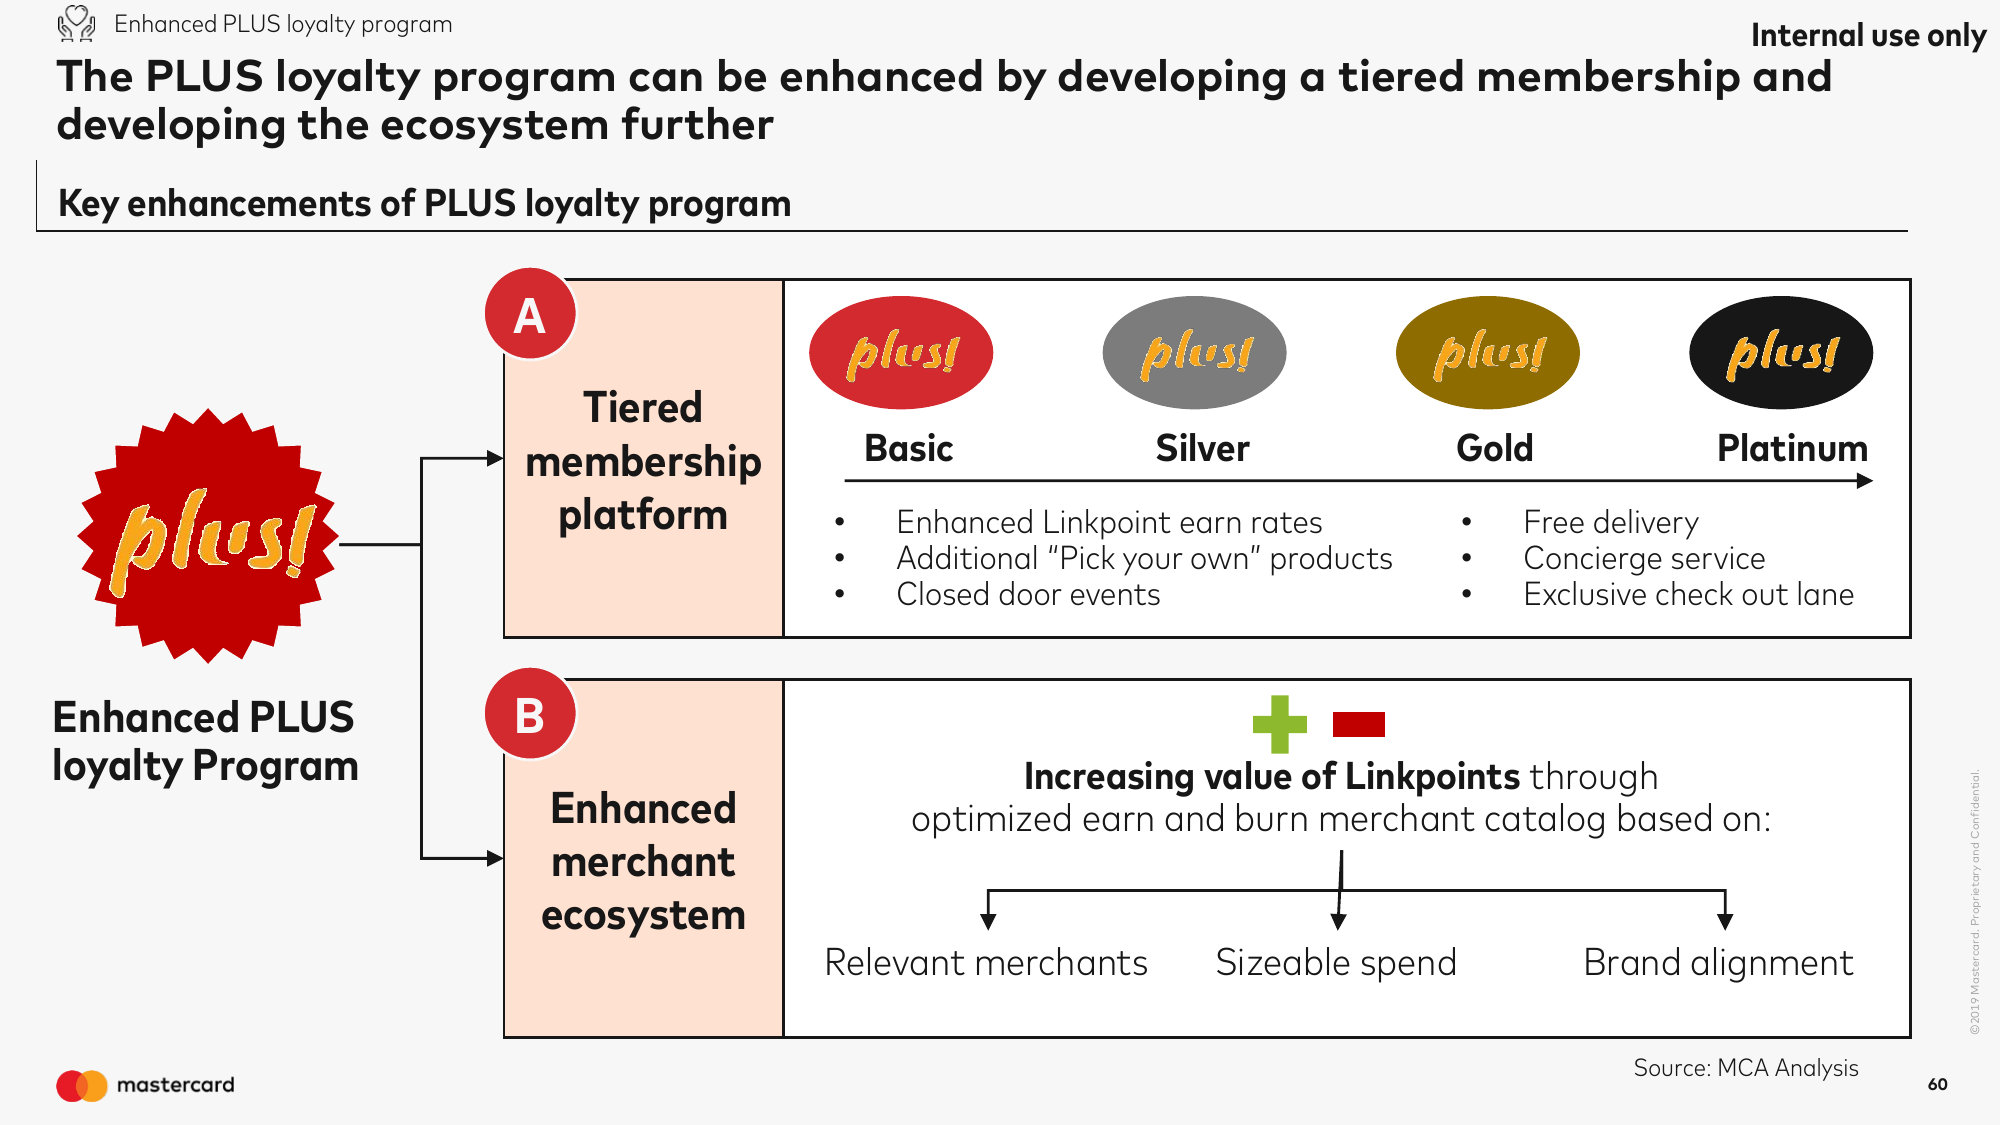 Enhanced PLUS loyalty program
Internal use only
The PLUS loyalty program can be enhanced by developing a tiered membership and
developing the ecosystem further
Key enhancements of PLUS loyalty program
plus!
Enhanced PLUS
loyalty Program
A
Tiered
membership
platform
plus!
plus!
plus!
plus!
Basic
Silver
Gold
Platinum
• Enhanced Linkpoint earn rates
• Additional “Pick your own” products
• Closed door events
• Free delivery
• Concierge service
• Exclusive check out lane
B
Enhanced
merchant
ecosystem
Increasing value of Linkpoints through
optimized earn and burn merchant catalog based on:
Relevant merchants
Sizeable spend
Brand alignment
©2019 Mastercard. Proprietary and Confidential.
Source: MCA Analysis
mastercard
60